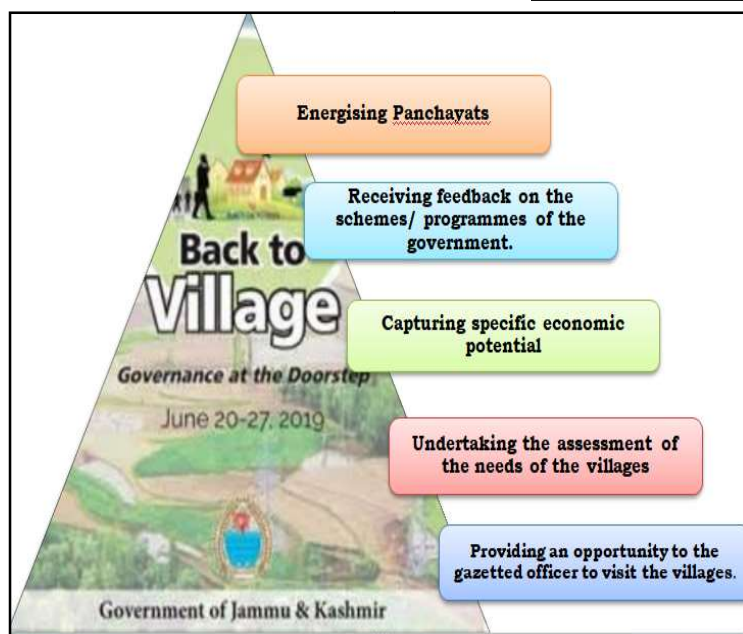 Energising Panchayats
Receiving feedback on the
schemes/ programmes of the
government.
Back to
Village
Capturing specific economic
potential
Governance at the Doorstep
June 20-27, 2019
Undertaking the assessment of
the needs of the villages
Providing an opportunity to the
gazetted officer to visit the villages.
Government of Jammu & Kashmir